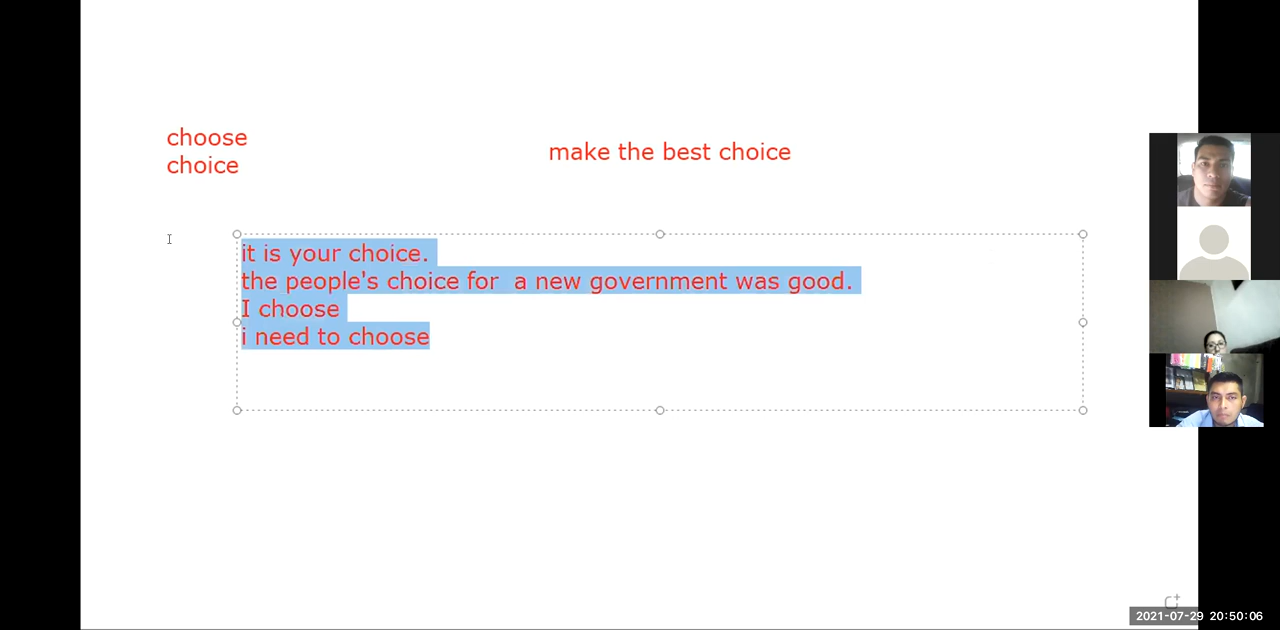 choose
choice
make the best choice
it is your choice.
the people's choice for  a new government was good.
I choose
i need to choose
2021-07-29 20:50:06